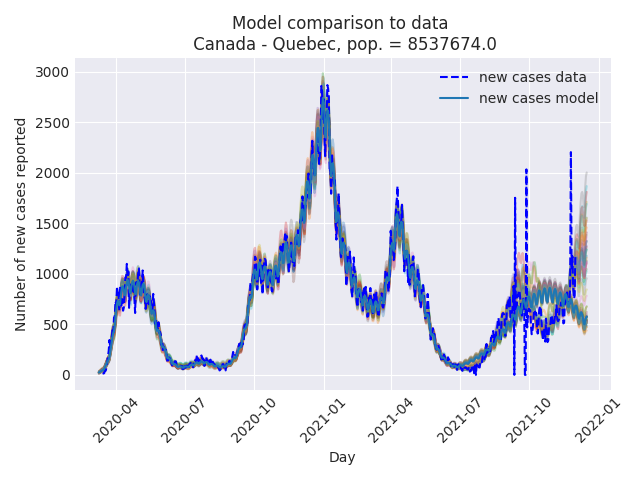 Model comparison to data
Canada - Quebec, pop. = 8537674.0
new cases data
new cases model
Number of new cases reported
3000
2500
2000
1500
1000
500
0
2020-04
2020-07
2020-10
2021-01
2021-04
2021-07
2021-10
2022-01
Day